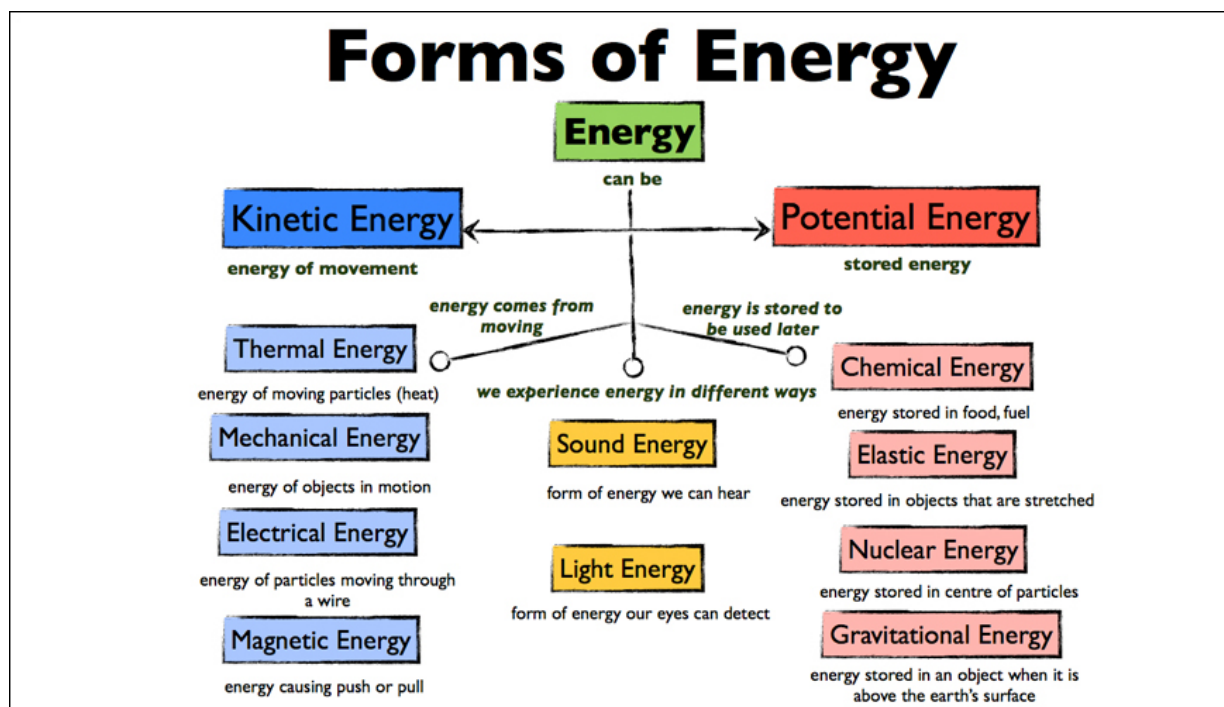 Forms of Energy
Energy
can be
Kinetic Energy
energy of movement
Potential Energy
stored energy
energy comes from
moving
energy is stored to
be used later
we experience energy in different ways
Thermal Energy
energy of moving particles (heat)
Mechanical Energy
energy of objects in motion
Electrical Energy
energy of particles moving through
a wire
Magnetic Energy
energy causing push or pull
Sound Energy
form of energy we can hear
Light Energy
form of energy our eyes can detect
Chemical Energy
energy stored in food, fuel
Elastic Energy
energy stored in objects that are stretched
Nuclear Energy
energy stored in centre of particles
Gravitational Energy
energy stored in an object when it is
above the earth's surface